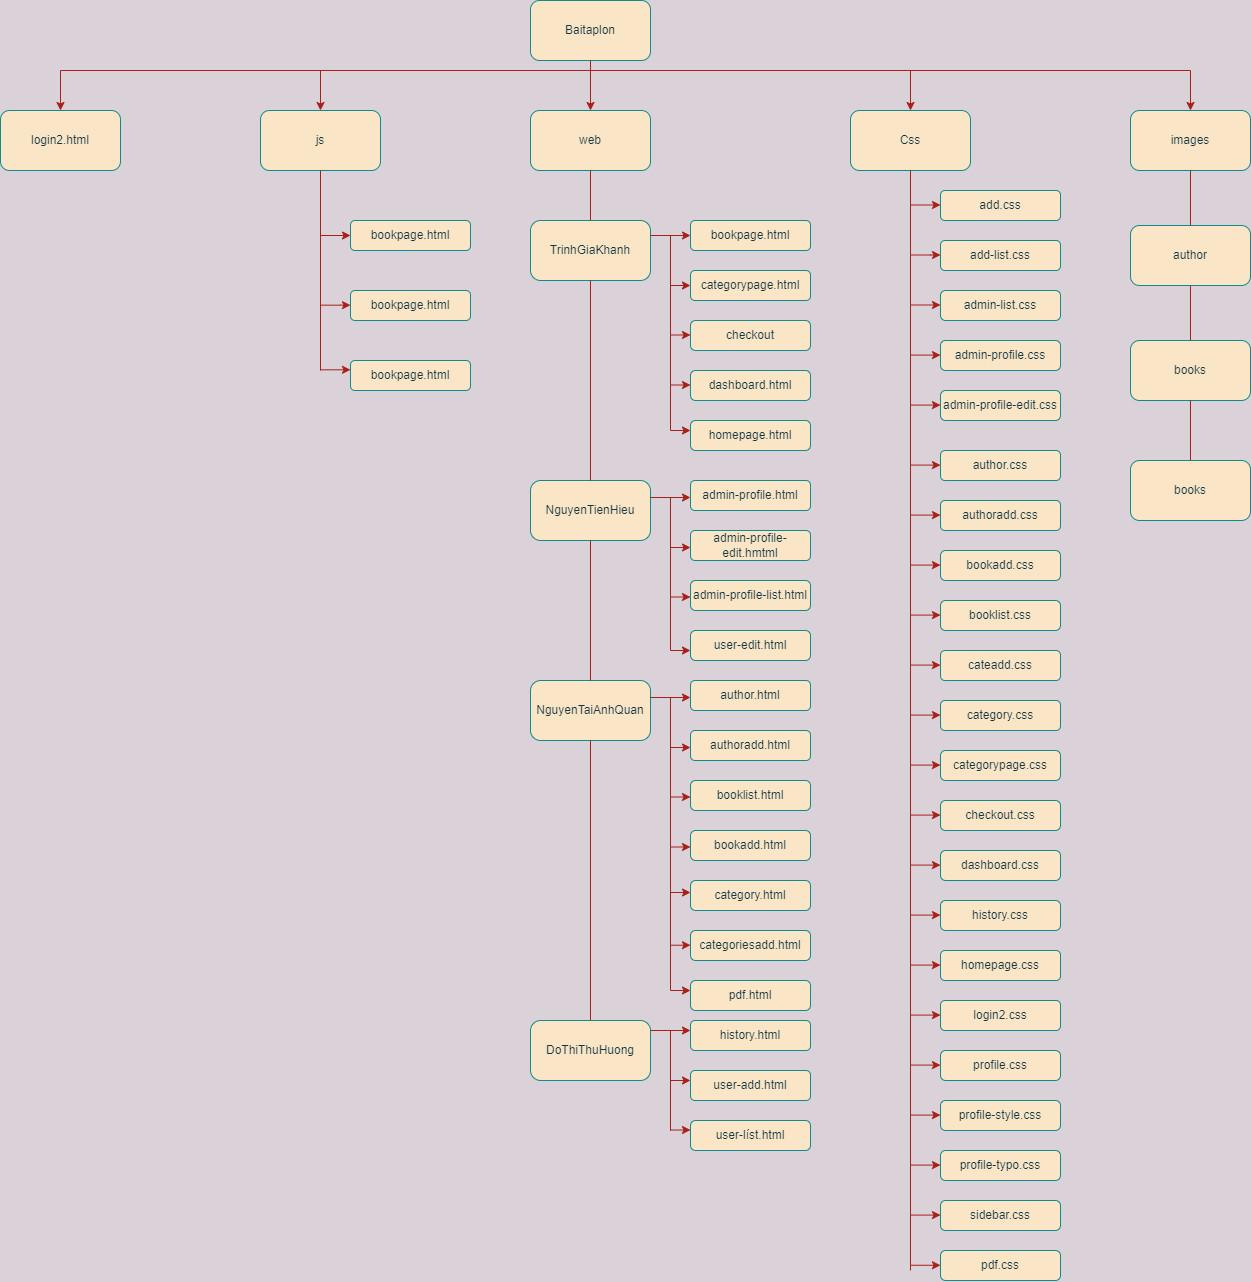 Baitaplon
login2.html
js
web
Css
images
bookpage.html
bookpage.html
bookpage.html
TrinhGiaKhanh
bookpage.html
categorypage.html
checkout
dashboard.html
homepage.html
NguyenTienHieu
admin-profile.html
admin-profile-
edit.hmtml
admin-profile-list.html
user-edit.html
NguyenTaiAnhQuan
author.html
authoradd.html
booklist.html
bookadd.html
category.html
categoriesadd.html
pdf.html
DoThiThuHuong
history.html
user-add.html
user-líst.html
add.css
add-list.css
admin-list.css
admin-profile.css
admin-profile-edit.css
author.css
authoradd.css
bookadd.css
booklist.css
cateadd.css
category.css
categorypage.css
checkout.css
dashboard.css
history.css
homepage.css
login2.css
profile.css
profile-style.css
profile-typo.css
sidebar.css
pdf.css
author
books
books